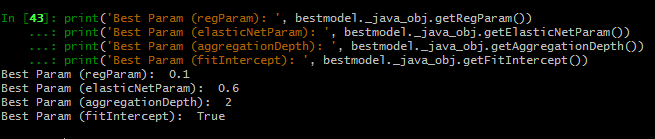 In [43]: print('Best Param (regParam): ', bestmodel._java_obj.getRegParam())
    ...: print('Best Param (elasticNetParam): ', bestmodel._java_obj.getElasticNetParam())
    ...: print('Best Param (aggregationDepth): ', bestmodel._java_obj.getAggregationDepth())
    ...: print('Best Param (fitIntercept): ', bestmodel._java_obj.getFitIntercept())
Best Param (regParam):  0.1
Best Param (elasticNetParam):  0.6
Best Param (aggregationDepth):  2
Best Param (fitIntercept):  True